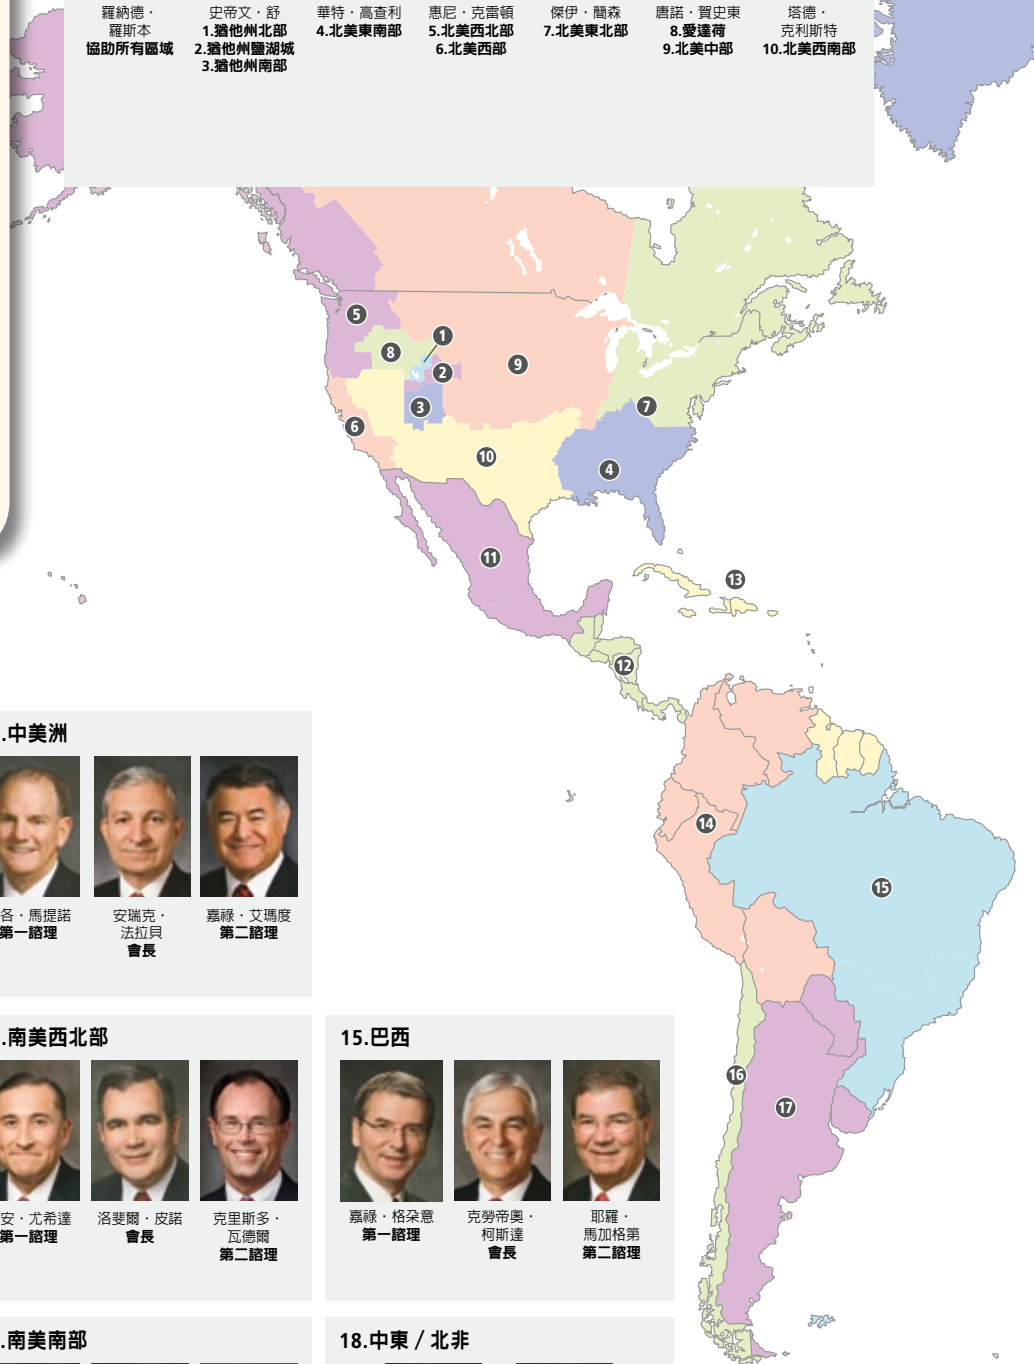 羅納德・
羅斯本
協助所有區域
史帝文・舒
1.猶他州北部
2.猶他州鹽湖城
3.猶他州南部
華特・高查利
4.北美東南部
惠尼・克雷頓
5.北美西北部
6.北美西部
傑伊・簡森
7.北美東北部
唐諾・賀史東
8.愛達荷
9.北美中部
塔德・
克利斯特
10.北美西南部
5
1
8
2
9
3
7
6
10
4
11
13
12
14
15
16
17
.中美洲
各・馬提諾
第一諮理
安瑞克・
法拉貝
會長
嘉祿・艾瑪度
第二諮理
.南美西北部
安・尤希達
第一諮理
洛斐爾・皮諾
會長
克里斯多・
瓦德爾
第二諮理
15.巴西
嘉祿・格朶意
第一諮理
克勞帝奧・
柯斯達
會長
耶羅・
馬加格第
第二諮理
.南美南部
18.中東 / 北非